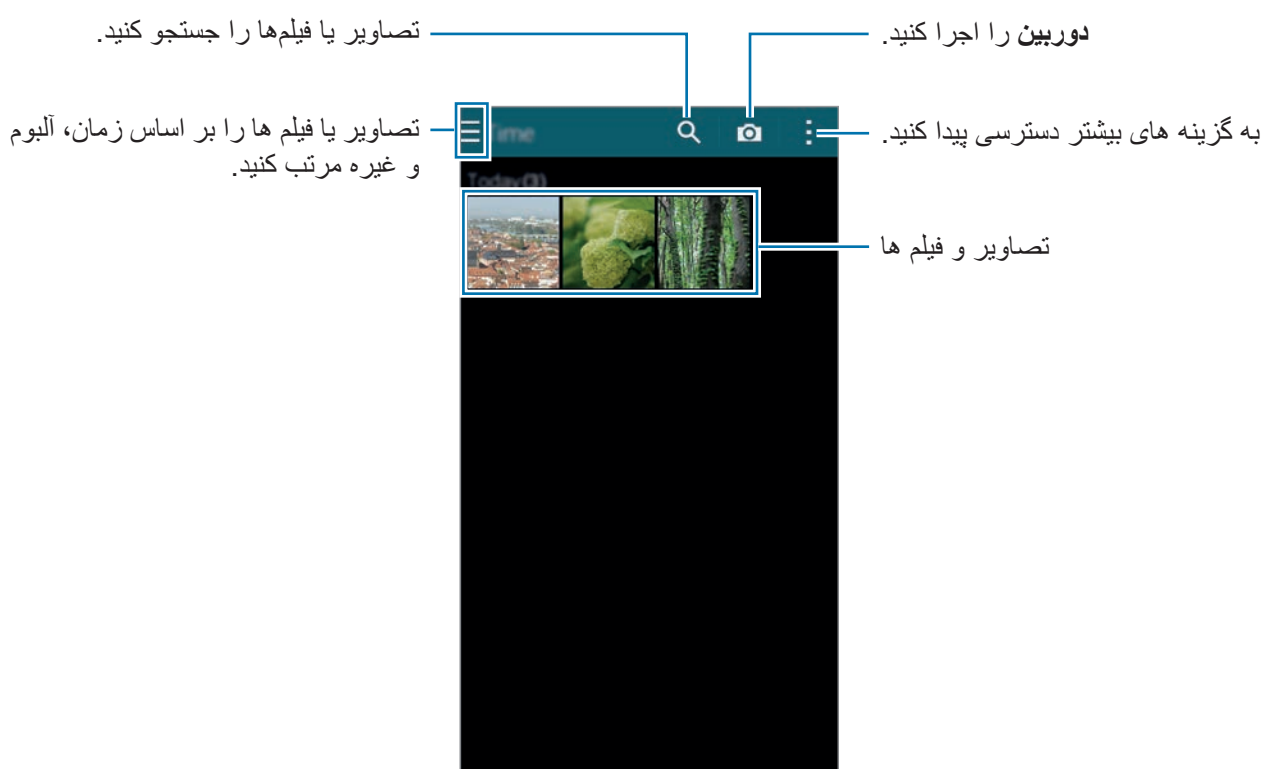 دوربین را اجرا کنید.
تصاویر یا فیلم‌ها را جستجو کنید.
به گزینه های بیشتر دسترسی پیدا کنید.
تصاویر یا فیلم ها را بر اساس زمان، آلبوم
و غیره مرتب کنید.
Time
Today(3)
تصاویر و فیلم ها